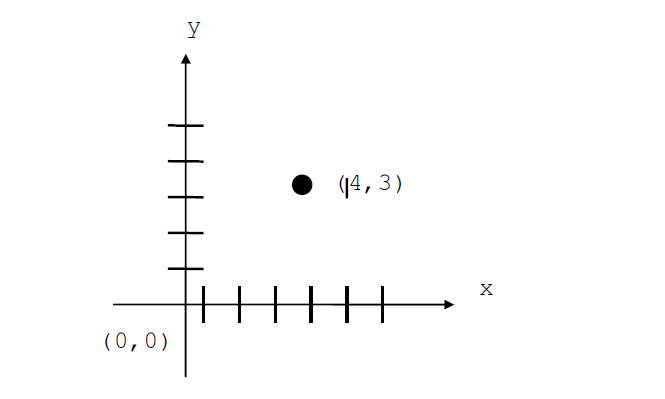 y
(4,3)
x
(0,0)